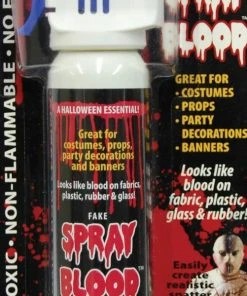 BLOOD
GREAT FOR
• COSTUMES
• PROPS
• PARTY
DECORATIONS
• BANNERS
Looks like
blood on
fabric, plastic,
glass & rubber!
Easily
create
realistic
A HALLOWEEN ESSENTIAL!
Great for
costumes, props,
party decorations
and banners
Looks like blood on fabrics,
plastic, rubber & glass!
FAKE
SPRAY
BLOOD™
OXIC • NON-FLAMMABLE • NO